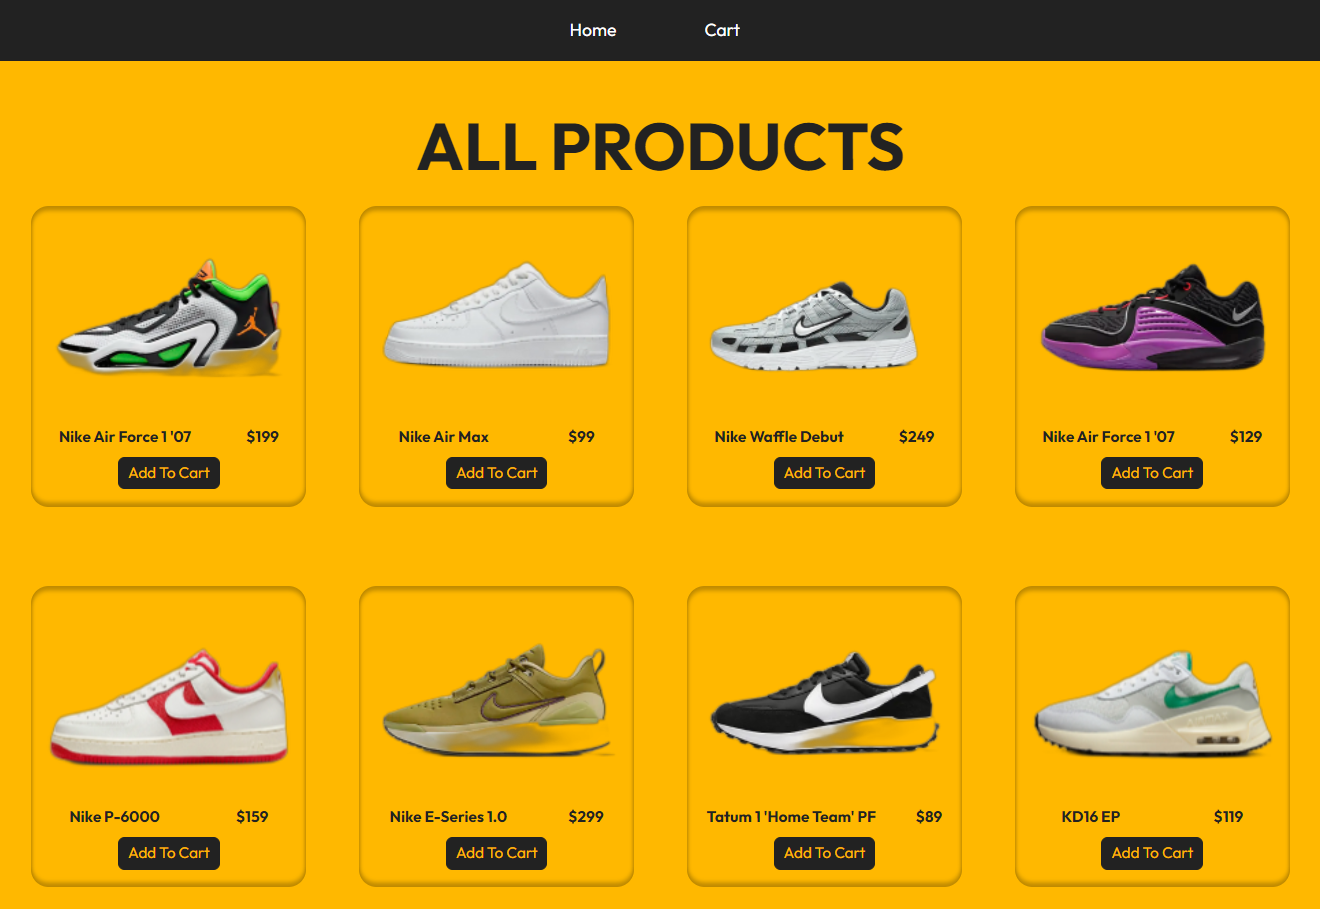 Home Cart
ALL PRODUCTS
Nike Air Force 1 '07 $199
Add To Cart
Nike Air Max $99
Add To Cart
Nike Waffle Debut $249
Add To Cart
Nike Air Force 1 '07 $129
Add To Cart
Nike P-6000 $159
Add To Cart
Nike E-Series 1.0 $299
Add To Cart
Tatum 1 'Home Team' PF $89
Add To Cart
KD16 EP $119
Add To Cart